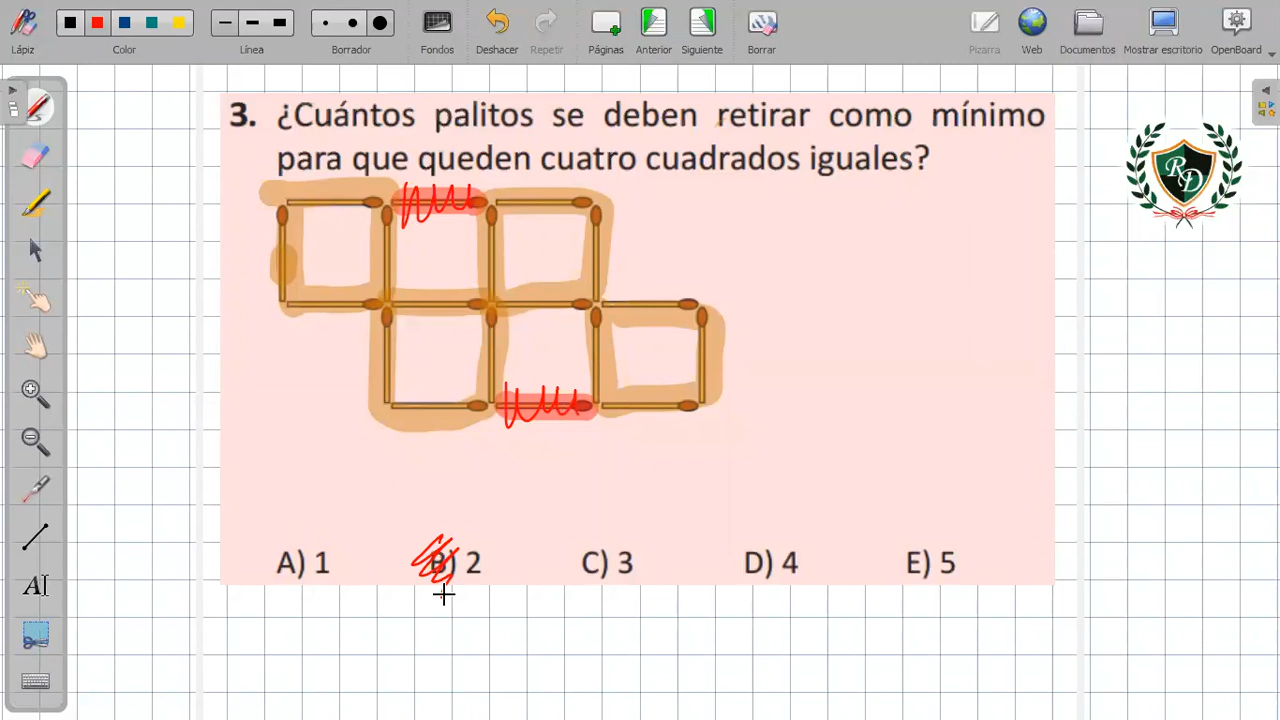 Lápiz
Color
Línea
Borrador
Fondos
Deshacer
Repetir
Páginas
Anterior
Siguiente
Borrar
Pizarra
Web
Documentos
Mostrar escritorio
OpenBoard
3. ¿Cuántos palitos se deben retirar como mínimo
para que queden cuatro cuadrados iguales?
RD
A) 1 B) 2 C) 3 D) 4 E) 5